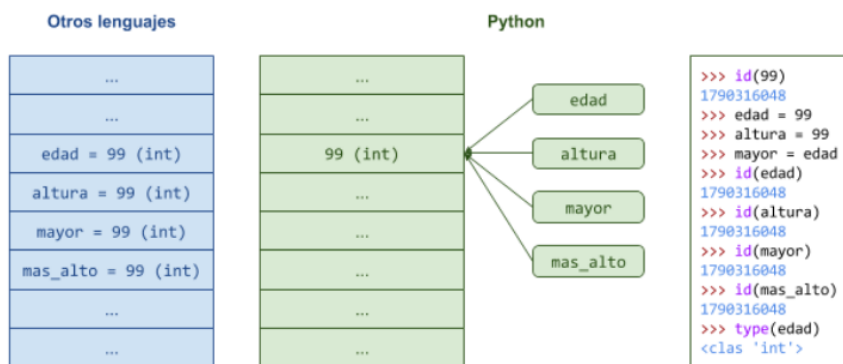 Otros lenguajes
Python
...
...
edad = 99 (int)
altura = 99 (int)
mayor = 99 (int)
mas_alto = 99 (int)
...
...
...
...
99 (int)
...
...
...
...
...
edad
altura
mayor
mas_alto
>>> id(99)
1790316048
>>> edad = 99
>>> altura = 99
>>> mayor = edad
>>> id(edad)
1790316048
>>> id(altura)
1790316048
>>> id(mayor)
1790316048
>>> id(mas_alto)
1790316048
>>> type(edad)
<clas 'int'>